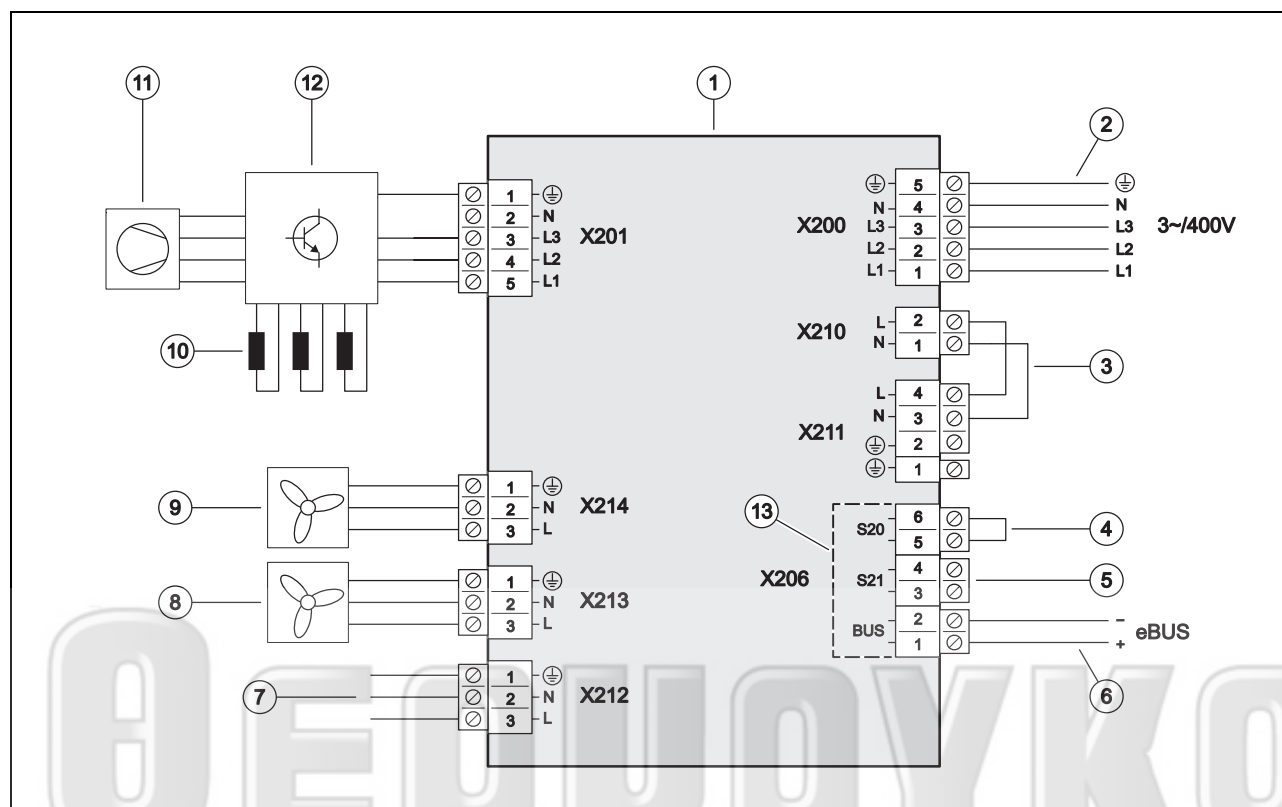 11
12
1
2
X201
1
2 N
3 L3
4 L2
5 L1
X200
5
N 4 N
L3 3 L3 3~/400V
L2 2 L2
L1 1 L1
10
X210
L 2
N 1
3
X211
L 4
N 3
2
1
9
1
2 N
3 L
X214
8
1
2 N
3 L
X213
7
1
2 N
3 L
X212
13
X206
S20 6
5
4
S21 4
3
5
BUS 2 −
1 +
eBUS
6
ΘΕΡΜΟΥΚΟ